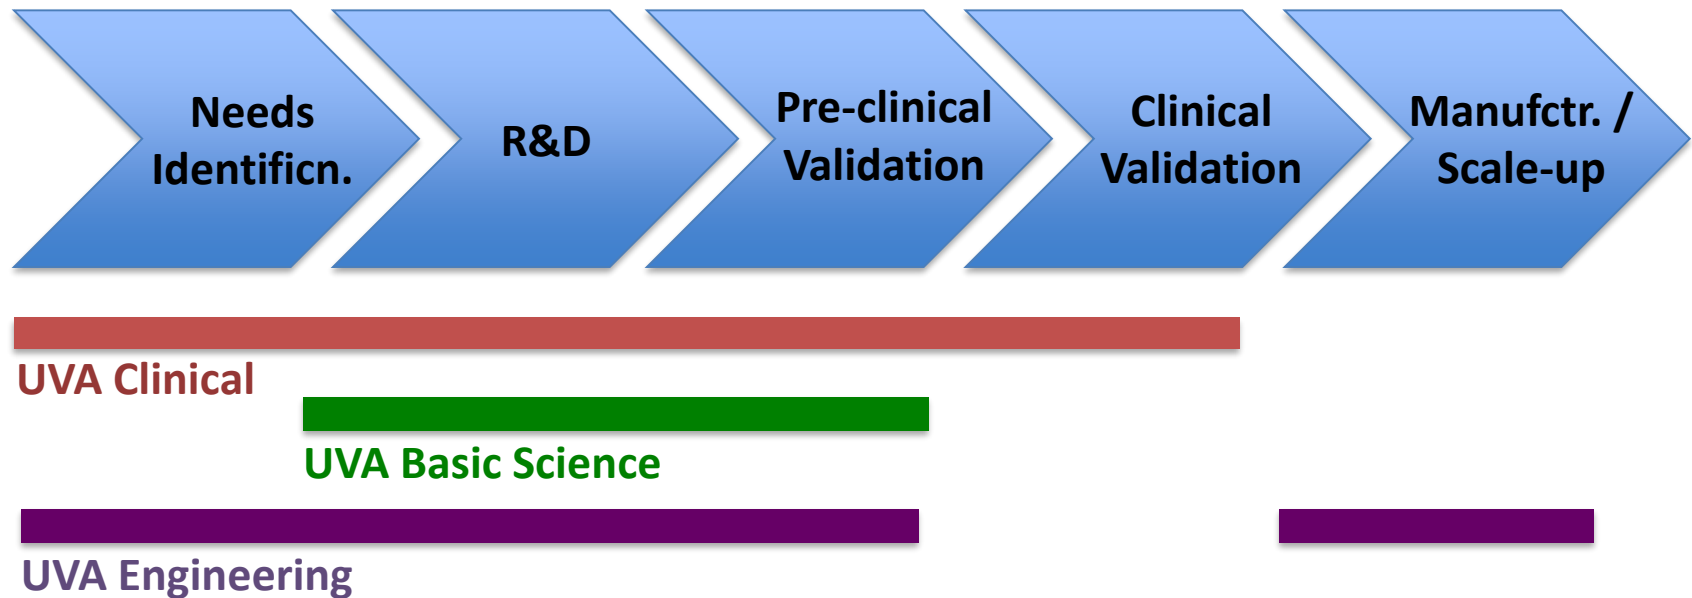 Needs
Identificn.
R&D
Pre-clinical
Validation
Clinical
Validation
Manufctr. /
Scale-up
UVA Clinical
UVA Basic Science
UVA Engineering